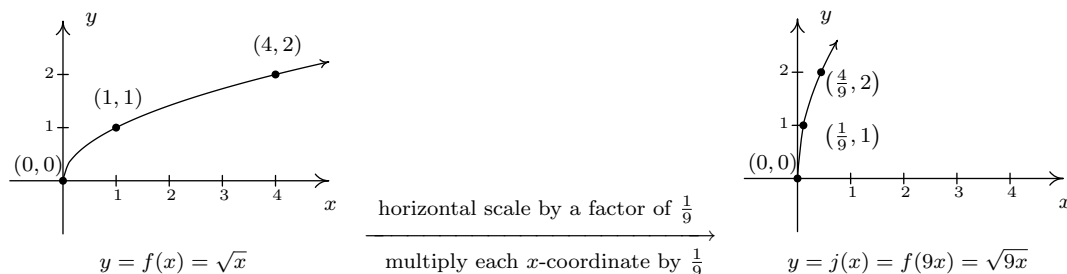 y
(4, 2)
2
(1, 1)
1
(0, 0)
1 2 3 4
x
y = f(x) = √x
horizontal scale by a factor of 1/9
multiply each x-coordinate by 1/9
y
2
(4/9, 2)
1
(1/9, 1)
(0, 0)
1 2 3 4
x
y = j(x) = f(9x) = √9x